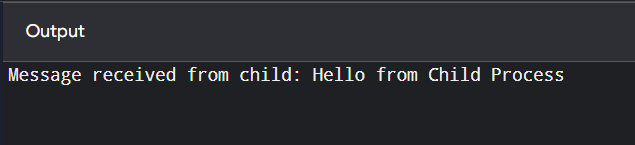 Output
Message received from child: Hello from Child Process